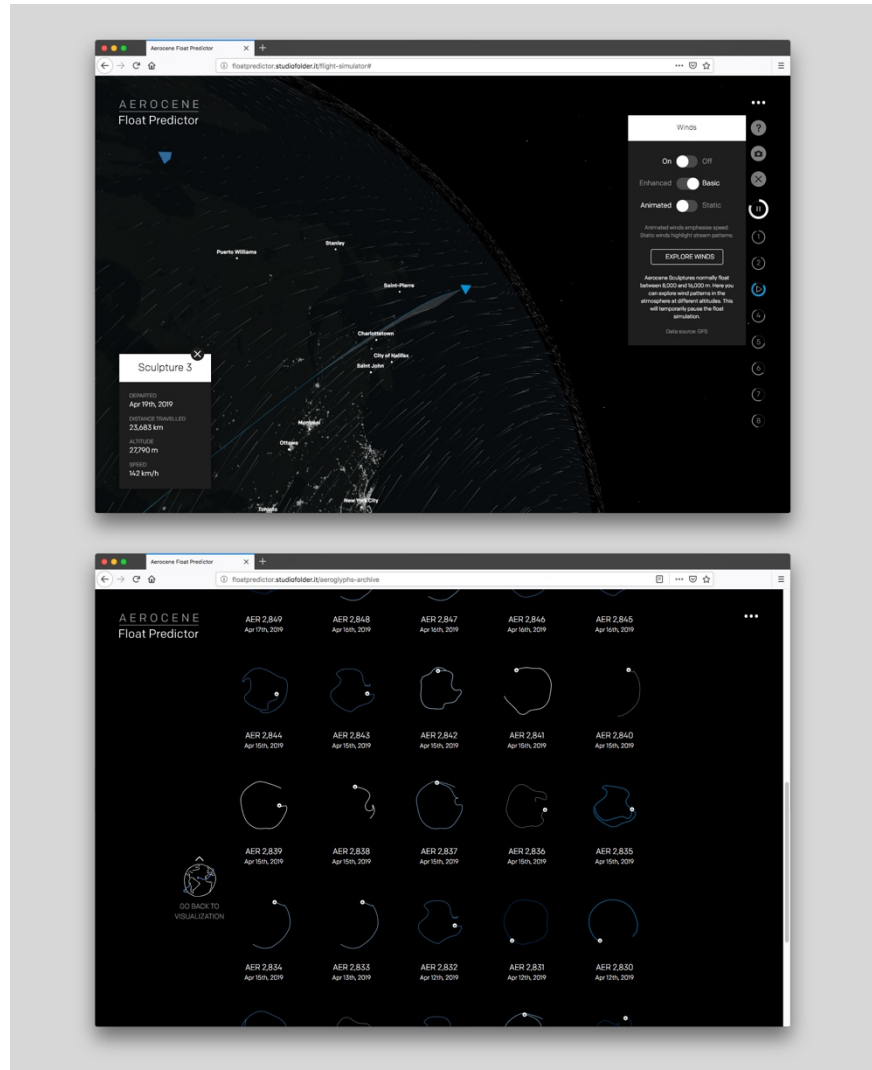 Aerocene Float Predictor
floatpredictor.studiofolder.it/flight-simulator#
AEROCENE
Float Predictor
Winds
On Off
Enhanced Basic
Animated Static
Animated winds emphasise speed.
Static winds highlight stream patterns.
EXPLORE WINDS
Aerocene Sculptures normally float
between 8,000 and 16,000 m. Here you
can explore wind patterns in the
atmosphere at different altitudes. This
will temporarily pause the float
simulation.
Data source: GFS
?
1
2
4
5
6
7
8
Puerto Williams
Stanley
Saint-Pierre
Charlottetown
City of Halifax
Saint John
Montréal
Ottawa
New York City
Toronto
Sculpture 3
DEPARTED
Apr 19th, 2019
DISTANCE TRAVELLED
23,683 km
ALTITUDE
27,790 m
SPEED
142 km/h
Aerocene Float Predictor
floatpredictor.studiofolder.it/aeroglyphs-archive
AEROCENE
Float Predictor
AER 2,849 AER 2,848 AER 2,847 AER 2,846 AER 2,845
Apr 17th, 2019 Apr 16th, 2019 Apr 16th, 2019 Apr 16th, 2019 Apr 16th, 2019
AER 2,844 AER 2,843 AER 2,842 AER 2,841 AER 2,840
Apr 15th, 2019 Apr 15th, 2019 Apr 15th, 2019 Apr 15th, 2019 Apr 15th, 2019
AER 2,839 AER 2,838 AER 2,837 AER 2,836 AER 2,835
Apr 15th, 2019 Apr 15th, 2019 Apr 15th, 2019 Apr 15th, 2019 Apr 15th, 2019
GO BACK TO
VISUALIZATION
AER 2,834 AER 2,833 AER 2,832 AER 2,831 AER 2,830
Apr 15th, 2019 Apr 13th, 2019 Apr 12th, 2019 Apr 12th, 2019 Apr 12th, 2019